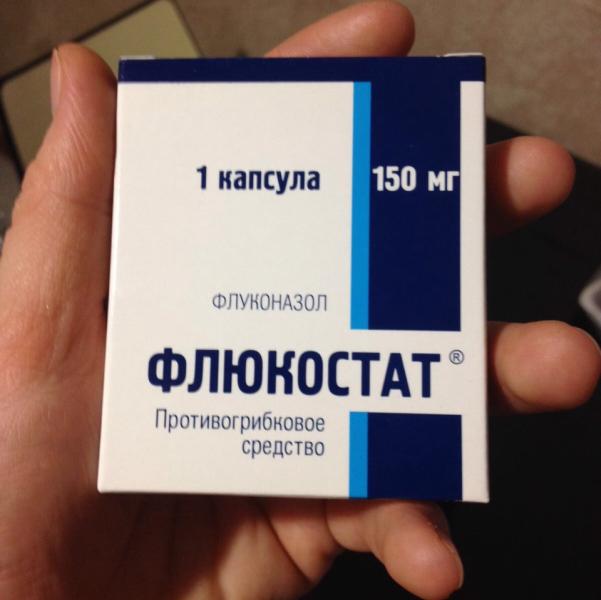 1 капсула 150 мг
ФЛУКОНАЗОЛ
ФЛЮКОСТАТ®
Противогрибковое
средство